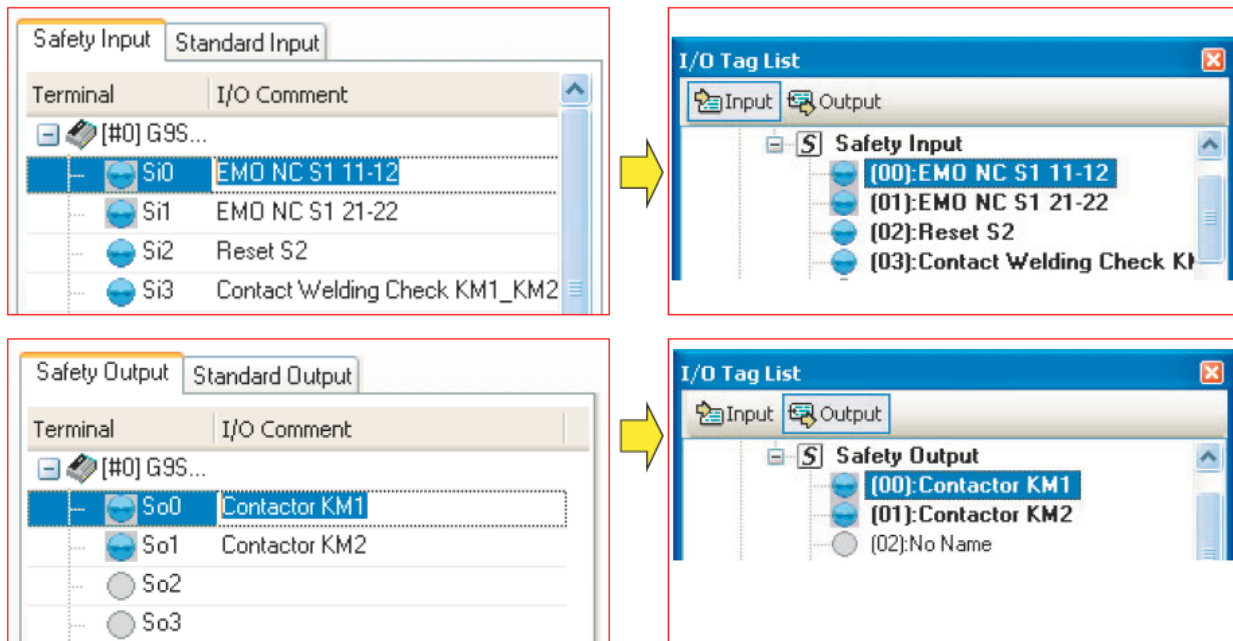 Safety Input Standard Input
Terminal I/O Comment
[#0] G9S...
Si0 EMO NC S1 11-12
Si1 EMO NC S1 21-22
Si2 Reset S2
Si3 Contact Welding Check KM1_KM2
I/O Tag List
Input Output
S Safety Input
(00):EMO NC S1 11-12
(01):EMO NC S1 21-22
(02):Reset S2
(03):Contact Welding Check
Safety Output Standard Output
Terminal I/O Comment
[#0] G9S...
So0 Contactor KM1
So1 Contactor KM2
So2
So3
I/O Tag List
Input Output
S Safety Output
(00):Contactor KM1
(01):Contactor KM2
(02):No Name